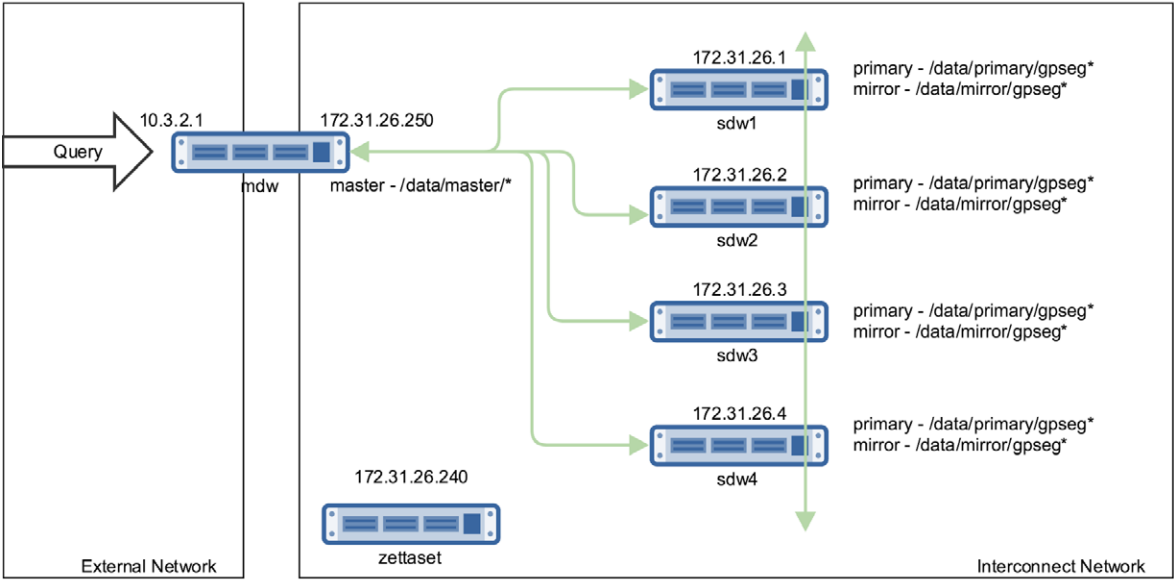 Query
10.3.2.1
mdw
172.31.26.250
master - /data/master/*
172.31.26.1
sdw1
primary - /data/primary/gpseg*
mirror - /data/mirror/gpseg*
172.31.26.2
sdw2
primary - /data/primary/gpseg*
mirror - /data/mirror/gpseg*
172.31.26.3
sdw3
primary - /data/primary/gpseg*
mirror - /data/mirror/gpseg*
172.31.26.4
sdw4
primary - /data/primary/gpseg*
mirror - /data/mirror/gpseg*
172.31.26.240
zettaset
External Network
Interconnect Network